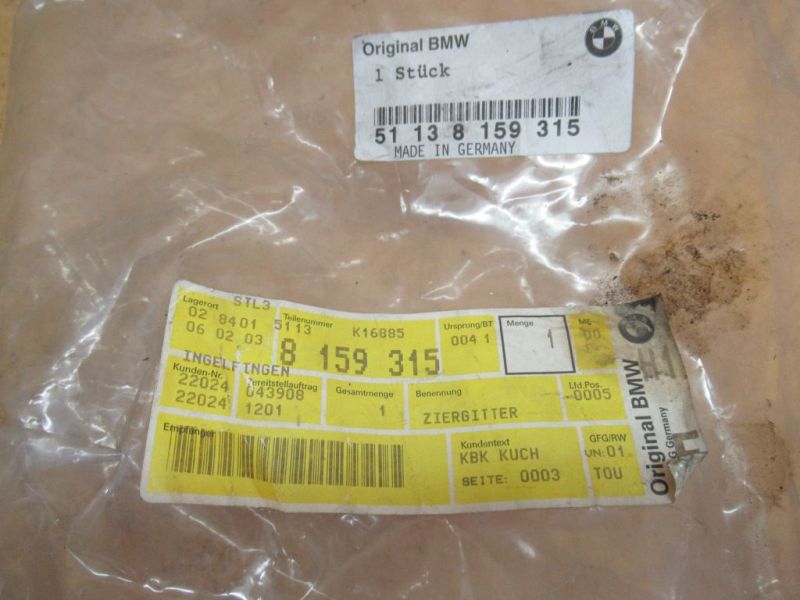 Original BMW
BMW
1 Stück
51 13 8 159 315
MADE IN GERMANY
Lagerort STL3
02 8401
06 02 03
Teilenummer K16885
5113
8 159 315
Ursprung/BT
004 1
Menge
1
ME
00
INGELFINGEN
Kunden-Nr.
22024
22024
Bereitstellauftrag
043908
1201
Gesamtmenge
1
Benennung
ZIERGITTER
Lfd.Pos.
0005
Empfänger
Kundentext
KBK KUCH
SEITE: 0003
GFG/RW
VN:01
TOU
Original BMW
Germany